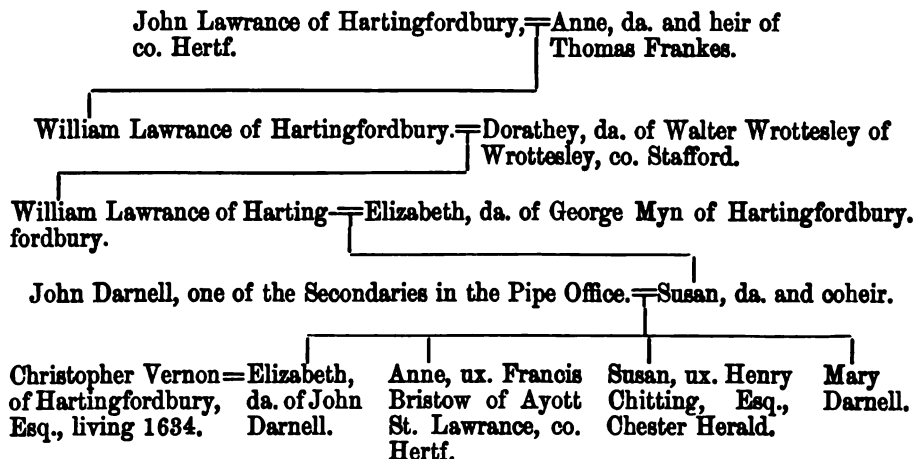 John Lawrance of Hartingfordbury,
co. Hertf.
Anne, da. and heir of
Thomas Frankes.
William Lawrance of Hartingfordbury.
Dorathey, da. of Walter Wrottesley of
Wrottesley, co. Stafford.
William Lawrance of Harting-
fordbury.
Elizabeth, da. of George Myn of Hartingfordbury.
John Darnell, one of the Secondaries in the Pipe Office.
Susan, da. and coheir.
Christopher Vernon
of Hartingfordbury,
Esq., living 1634.
Elizabeth,
da. of John
Darnell.
Anne, ux. Francis
Bristow of Ayott
St. Lawrance, co.
Hertf.
Susan, ux. Henry
Chitting, Esq.,
Chester Herald.
Mary
Darnell.